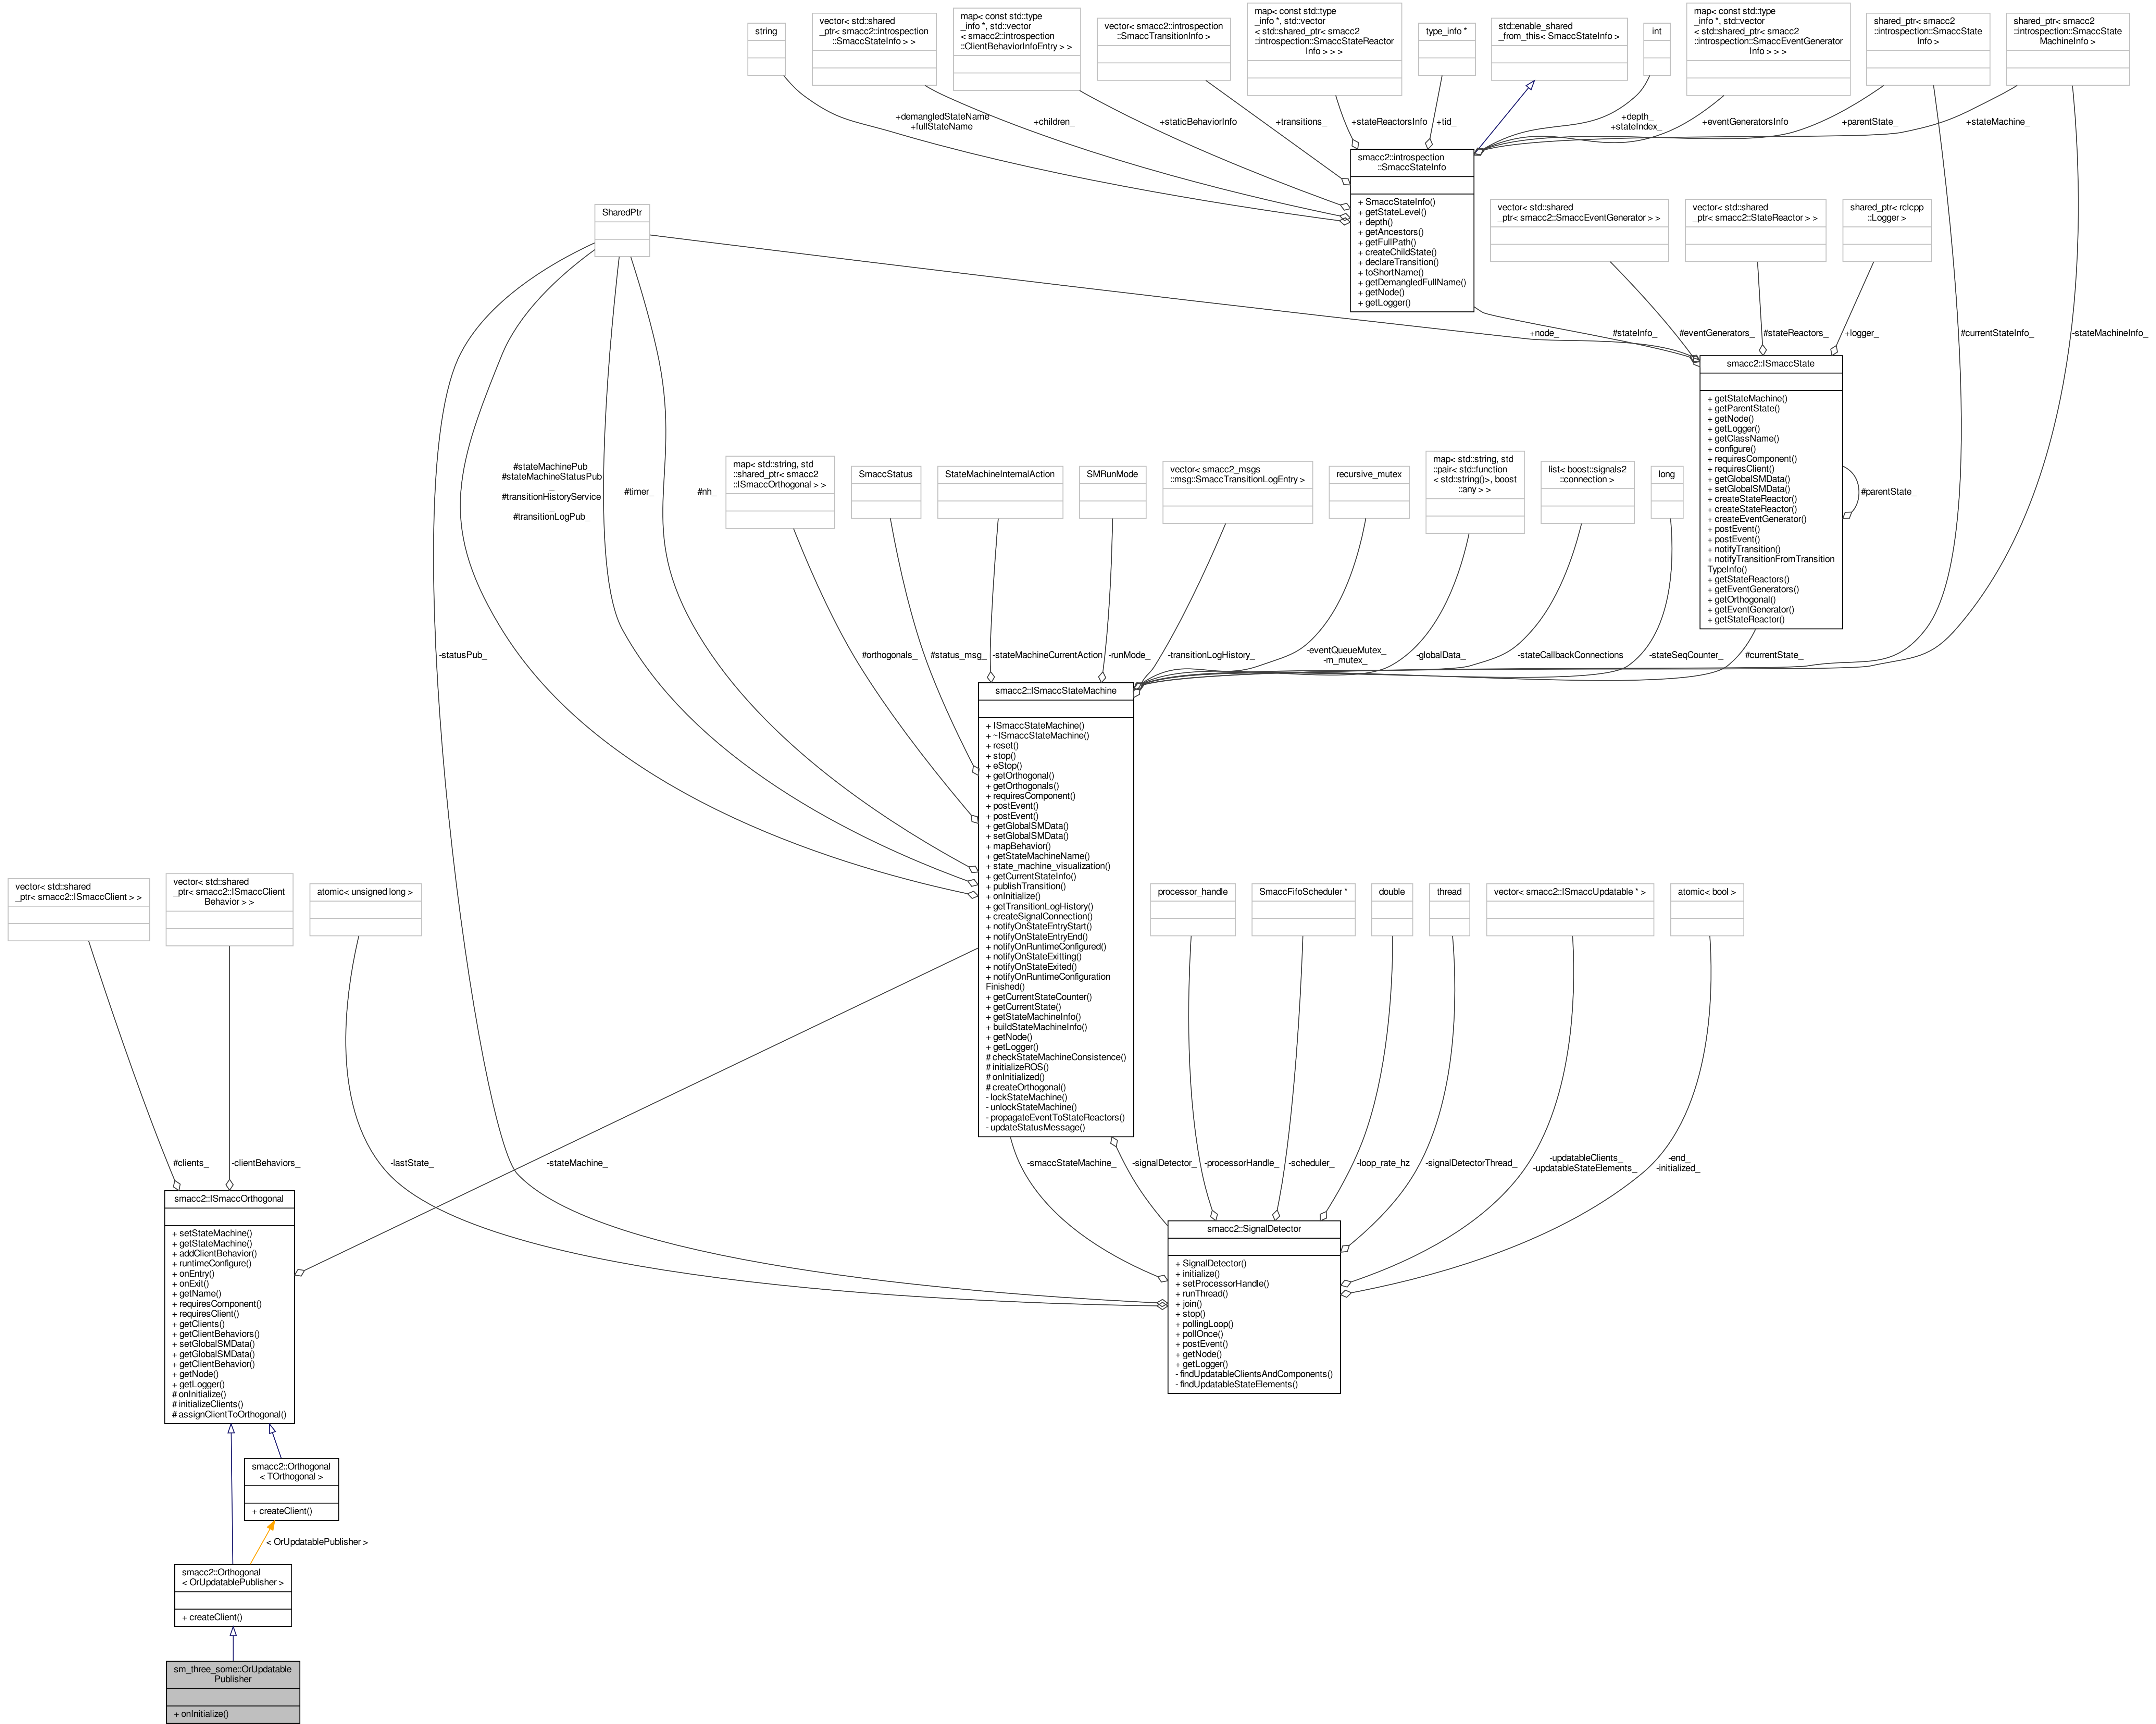 string
vector< std::shared
_ptr< smacc2::introspection
::SmaccStateInfo > >
map< const std::type
_info *, std::vector
< smacc2::introspection
::ClientBehaviorInfoEntry > >
vector< smacc2::introspection
::SmaccTransitionInfo >
map< const std::type
_info *, std::vector
< std::shared_ptr< smacc2
::introspection::SmaccStateReactor
Info > > >
type_info *
std::enable_shared
_from_this< SmaccStateInfo >
int
map< const std::type
_info *, std::vector
< std::shared_ptr< smacc2
::introspection::SmaccEventGenerator
Info > > >
shared_ptr< smacc2
::introspection::SmaccState
Info >
shared_ptr< smacc2
::introspection::SmaccState
MachineInfo >
+demangledStateName
+fullStateName
+children_
+staticBehaviorInfo
+transitions_
+stateReactorsInfo
+tid_
+depth_
+stateIndex_
+eventGeneratorsInfo
+parentState_
+stateMachine_
smacc2::introspection
::SmaccStateInfo
+ SmaccStateInfo()
+ getStateLevel()
+ depth()
+ getAncestors()
+ getFullPath()
+ createChildState()
+ declareTransition()
+ toShortName()
+ getDemangledFullName()
+ getNode()
+ getLogger()
SharedPtr
vector< std::shared
_ptr< smacc2::SmaccEventGenerator > >
vector< std::shared
_ptr< smacc2::StateReactor > >
shared_ptr< rclcpp
::Logger >
+node_
#stateInfo_
#eventGenerators_
#stateReactors_
+logger_
#currentStateInfo_
-stateMachineInfo_
smacc2::ISmaccState
+ getStateMachine()
+ getParentState()
+ getNode()
+ getLogger()
+ getClassName()
+ configure()
+ requiresComponent()
+ requiresClient()
+ getGlobalSMData()
+ setGlobalSMData()
+ createStateReactor()
+ createStateReactor()
+ createEventGenerator()
+ postEvent()
+ postEvent()
+ notifyTransition()
+ notifyTransitionFromTransition
TypeInfo()
+ getStateReactors()
+ getEventGenerators()
+ getOrthogonal()
+ getEventGenerator()
+ getStateReactor()
#parentState_
#stateMachinePub_
#stateMachineStatusPub
_
#transitionHistoryService
_
#transitionLogPub_
#timer_
#nh_
map< std::string, std
::shared_ptr< smacc2
::ISmaccOrthogonal > >
SmaccStatus
StateMachineInternalAction
SMRunMode
vector< smacc2_msgs
::msg::SmaccTransitionLogEntry >
recursive_mutex
map< std::string, std
::pair< std::function
< std::string()>, boost
::any > >
list< boost::signals2
::connection >
long
-statusPub_
#orthogonals_
#status_msg_
-stateMachineCurrentAction
-runMode_
-transitionLogHistory_
-eventQueueMutex_
-m_mutex_
-globalData_
-stateCallbackConnections
-stateSeqCounter_
#currentState_
smacc2::ISmaccStateMachine
+ ISmaccStateMachine()
+ ~ISmaccStateMachine()
+ reset()
+ stop()
+ eStop()
+ getOrthogonal()
+ getOrthogonals()
+ requiresComponent()
+ postEvent()
+ postEvent()
+ getGlobalSMData()
+ setGlobalSMData()
+ mapBehavior()
+ getStateMachineName()
+ state_machine_visualization()
+ getCurrentStateInfo()
+ publishTransition()
+ onInitialize()
+ getTransitionLogHistory()
+ createSignalConnection()
+ notifyOnStateEntryStart()
+ notifyOnStateEntryEnd()
+ notifyOnRuntimeConfigured()
+ notifyOnStateExitting()
+ notifyOnStateExited()
+ notifyOnRuntimeConfiguration
Finished()
+ getCurrentStateCounter()
+ getCurrentState()
+ getStateMachineInfo()
+ buildStateMachineInfo()
+ getNode()
+ getLogger()
# checkStateMachineConsistence()
# initializeROS()
# onInitialized()
# createOrthogonal()
- lockStateMachine()
- unlockStateMachine()
- propagateEventToStateReactors()
- updateStatusMessage()
vector< std::shared
_ptr< smacc2::ISmaccClient > >
vector< std::shared
_ptr< smacc2::ISmaccClient
Behavior > >
atomic< unsigned long >
processor_handle
SmaccFifoScheduler *
double
thread
vector< smacc2::ISmaccUpdatable * >
atomic< bool >
#clients_
-clientBehaviors_
-lastState_
-stateMachine_
-smaccStateMachine_
-signalDetector_
-processorHandle_
-scheduler_
-loop_rate_hz
-signalDetectorThread_
-updatableClients_
-updatableStateElements_
-end_
-initialized_
smacc2::ISmaccOrthogonal
+ setStateMachine()
+ getStateMachine()
+ addClientBehavior()
+ runtimeConfigure()
+ onEntry()
+ onExit()
+ getName()
+ requiresComponent()
+ requiresClient()
+ getClients()
+ getClientBehaviors()
+ setGlobalSMData()
+ getGlobalSMData()
+ getClientBehavior()
+ getNode()
+ getLogger()
# onInitialize()
# initializeClients()
# assignClientToOrthogonal()
smacc2::SignalDetector
+ SignalDetector()
+ initialize()
+ setProcessorHandle()
+ runThread()
+ join()
+ stop()
+ pollingLoop()
+ pollOnce()
+ postEvent()
+ getNode()
+ getLogger()
- findUpdatableClientsAndComponents()
- findUpdatableStateElements()
smacc2::Orthogonal
< TOrthogonal >
+ createClient()
< OrUpdatablePublisher >
smacc2::Orthogonal
< OrUpdatablePublisher >
+ createClient()
sm_three_some::OrUpdatable
Publisher
+ onInitialize()